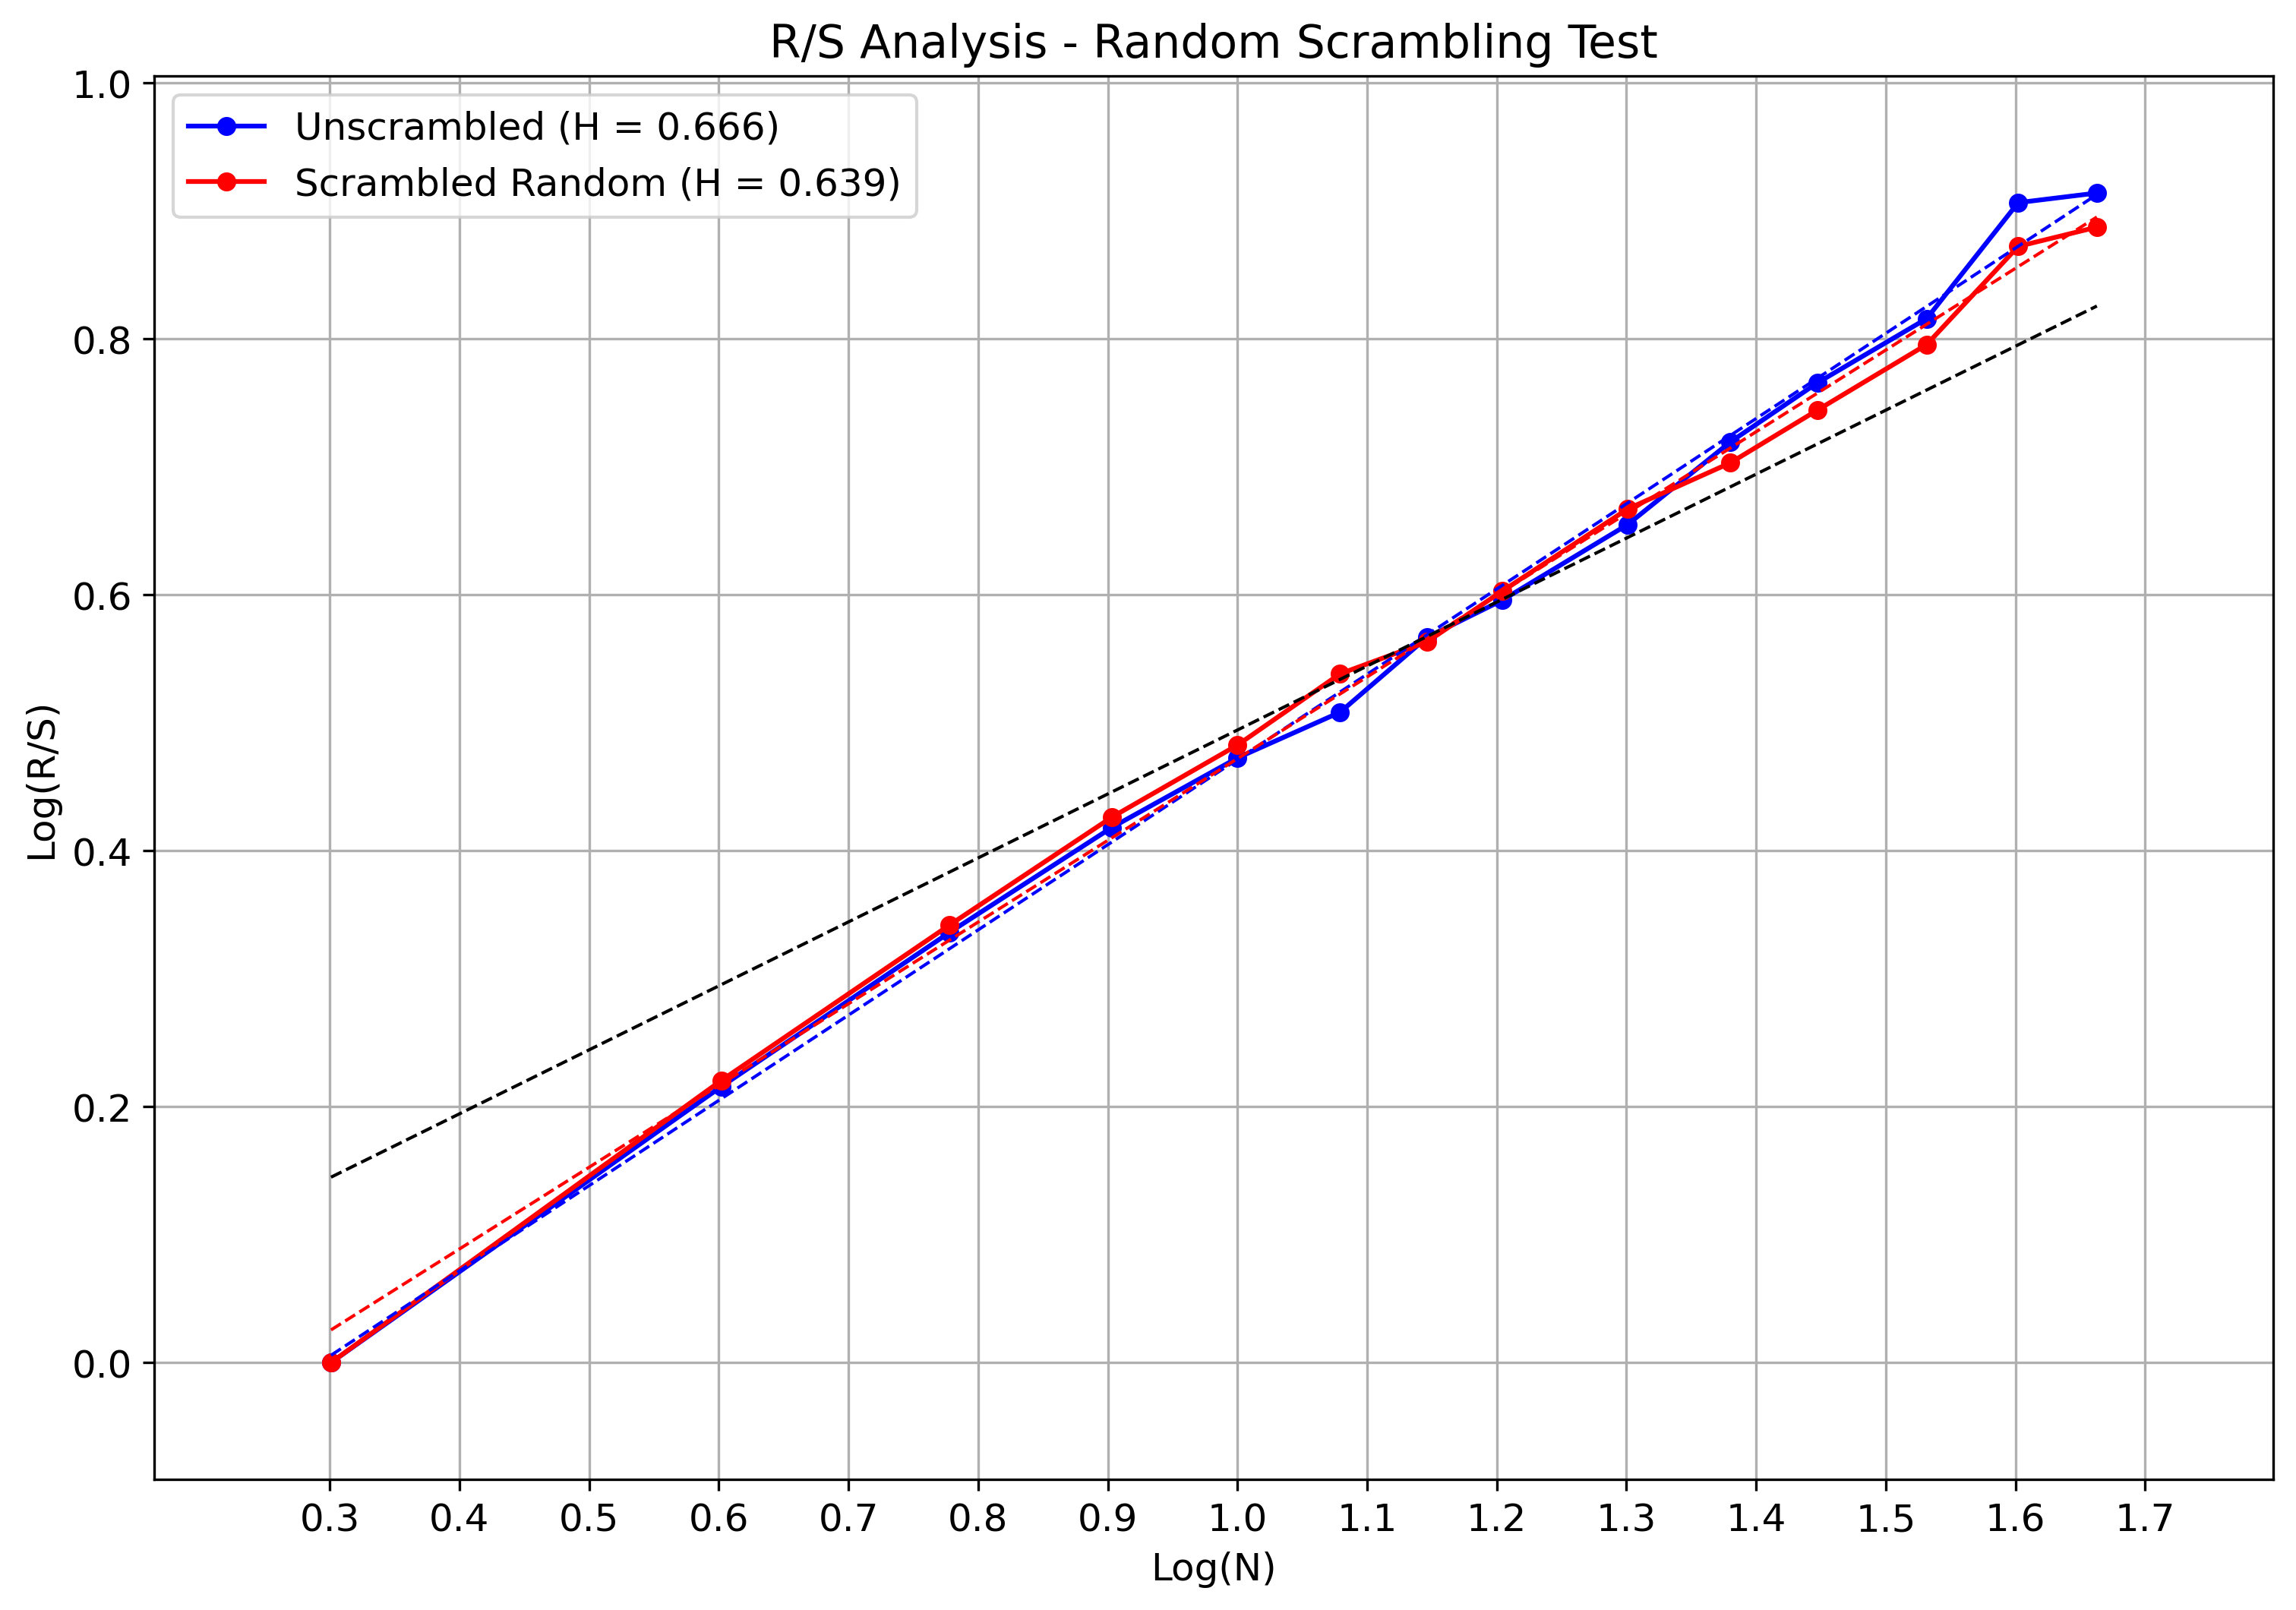 R/S Analysis - Random Scrambling Test
Unscrambled (H = 0.666)
Scrambled Random (H = 0.639)
1.0
0.8
0.6
0.4
0.2
0.0
Log(R/S)
0.3 0.4 0.5 0.6 0.7 0.8 0.9 1.0 1.1 1.2 1.3 1.4 1.5 1.6 1.7
Log(N)